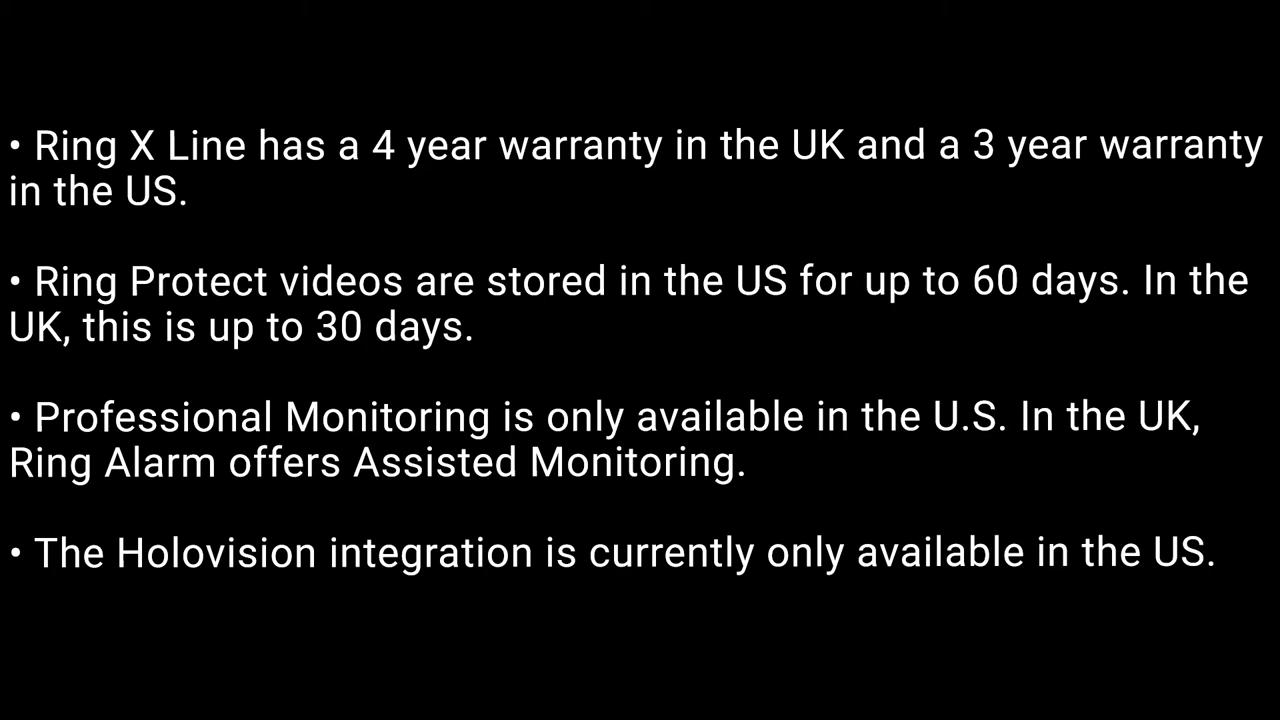 • Ring X Line has a 4 year warranty in the UK and a 3 year warranty
in the US.
• Ring Protect videos are stored in the US for up to 60 days. In the
UK, this is up to 30 days.
• Professional Monitoring is only available in the U.S. In the UK,
Ring Alarm offers Assisted Monitoring.
• The Holovision integration is currently only available in the US.